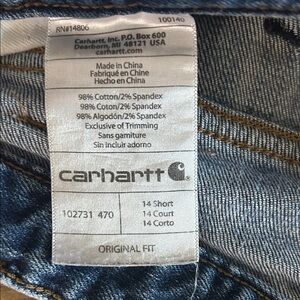 RN#14806 100140
Carhartt, Inc. P.O. Box 600
Dearborn, MI 48121 USA
carhartt.com
Made in China
Fabriqué en Chine
Hecho en China
98% Cotton/2% Spandex
98% Cotton/2% Spandex
98% Algodón/2% Spandex
Exclusive of Trimming
Sans garniture
Sin incluir adorno
carhartt
102731 470
14 Short
14 Court
14 Corto
ORIGINAL FIT